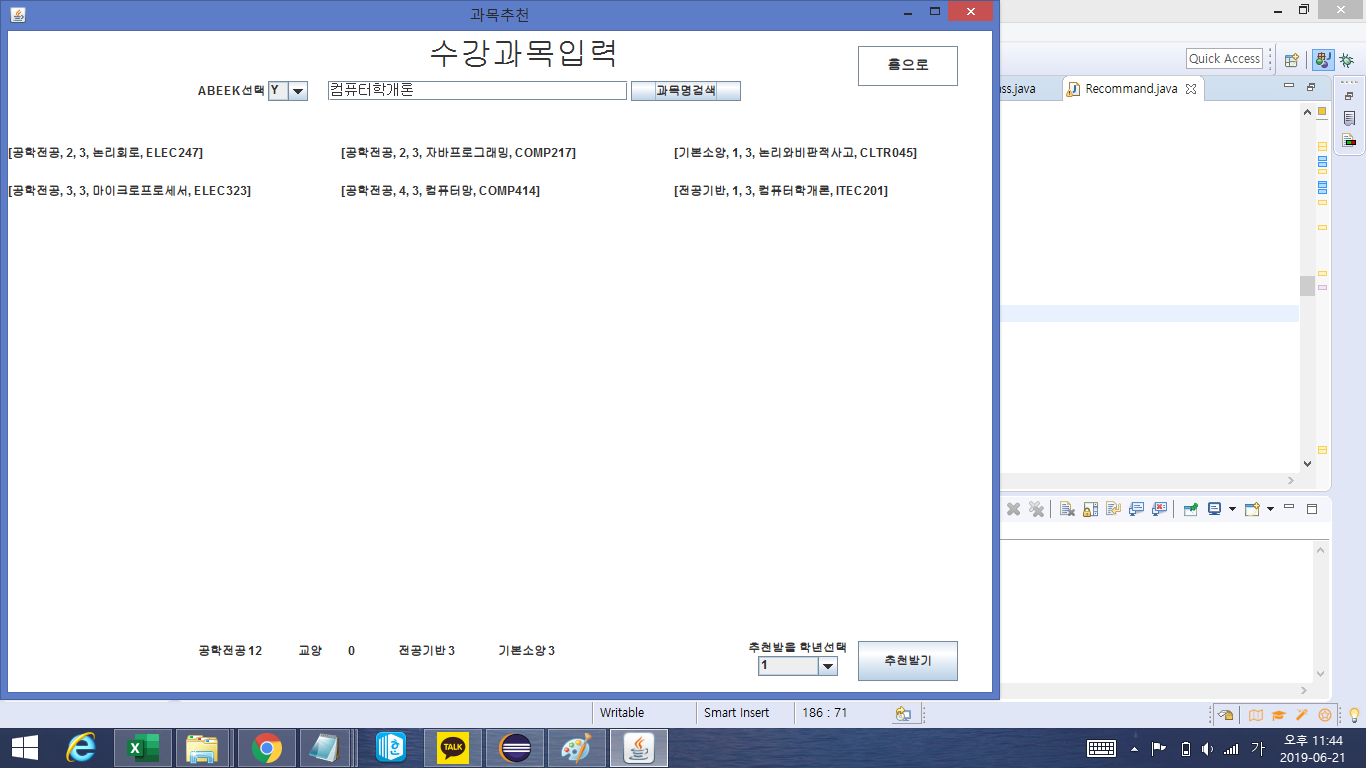 과목추천
수강과목입력
홈으로
ABEEK선택 Y 컴퓨터학개론 과목명검색
[공학전공, 2, 3, 논리회로, ELEC247] [공학전공, 2, 3, 자바프로그래밍, COMP217] [기본소양, 1, 3, 논리와비판적사고, CLTR045]
[공학전공, 3, 3, 마이크로프로세서, ELEC323] [공학전공, 4, 3, 컴퓨터망, COMP414] [전공기반, 1, 3, 컴퓨터학개론, ITEC201]
공학전공 12 교양 0 전공기반 3 기본소양 3
추천받을 학년선택
1
추천받기
Quick Access
ss.java Recommand.java
Writable Smart Insert 186 : 71
TALK
가
오후 11:44
2019-06-21